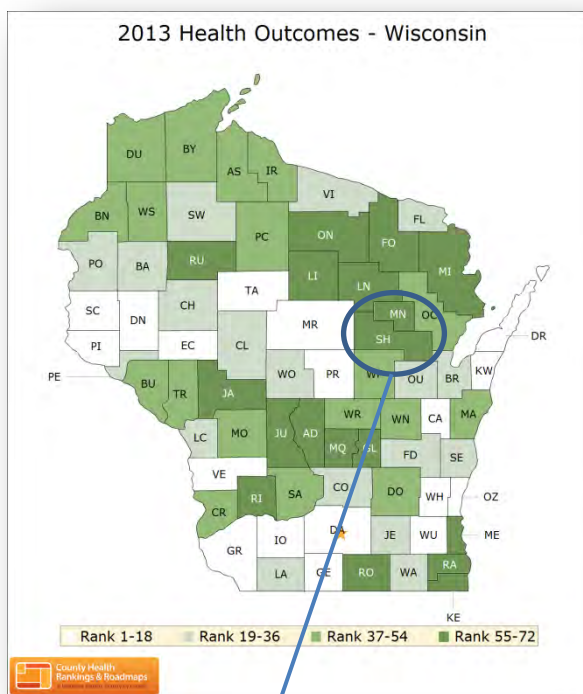 2013 Health Outcomes - Wisconsin
DU
BY
AS
IR
VI
FL
BN
WS
SW
PC
ON
FO
MI
PO
BA
RU
LI
LN
TA
SC
DN
CH
MR
MN
OC
DR
PI
EC
CL
SH
PE
KW
BU
TR
JA
WO
PR
OU
BR
LC
MO
JU
AD
WR
WN
CA
MA
MQ
GL
VE
FD
SE
CR
RI
SA
CO
DO
WH
OZ
GR
IO
DA
JE
WU
ME
LA
RO
WA
RA
KE
Rank 1-18 Rank 19-36 Rank 37-54 Rank 55-72
County Health
Rankings & Roadmaps